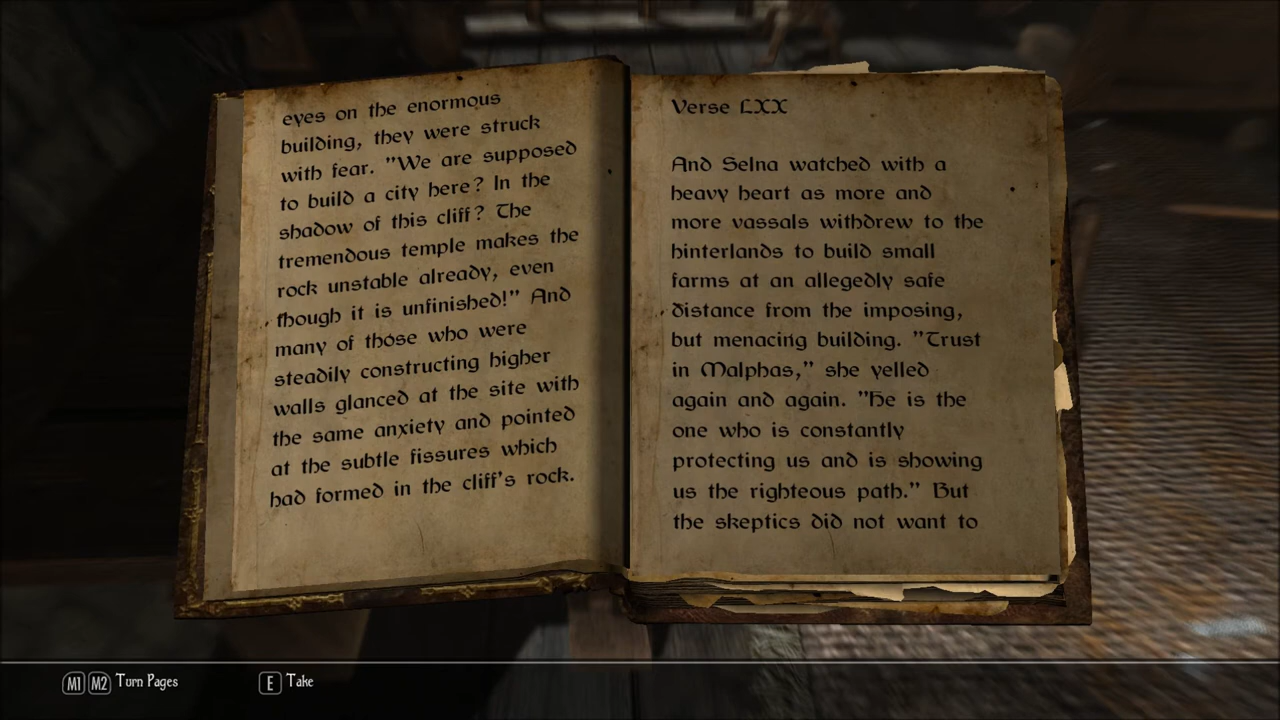 eyes on the enormous
building, they were struck
with fear. "We are supposed
to build a city here? In the
shadow of this cliff? The
tremendous temple makes the
rock unstable already, even
though it is unfinished!" And
many of those who were
steadily constructing higher
walls glanced at the site with
the same anxiety and pointed
at the subtle fissures which
had formed in the cliff's rock.
Verse LXX
And Selna watched with a
heavy heart as more and
more vassals withdrew to the
hinterlands to build small
farms at an allegedly safe
distance from the imposing,
but menacing building. "Trust
in Malphas," she yelled
again and again. "He is the
one who is constantly
protecting us and is showing
us the righteous path." But
the skeptics did not want to
M1 M2 Turn Pages
E Take